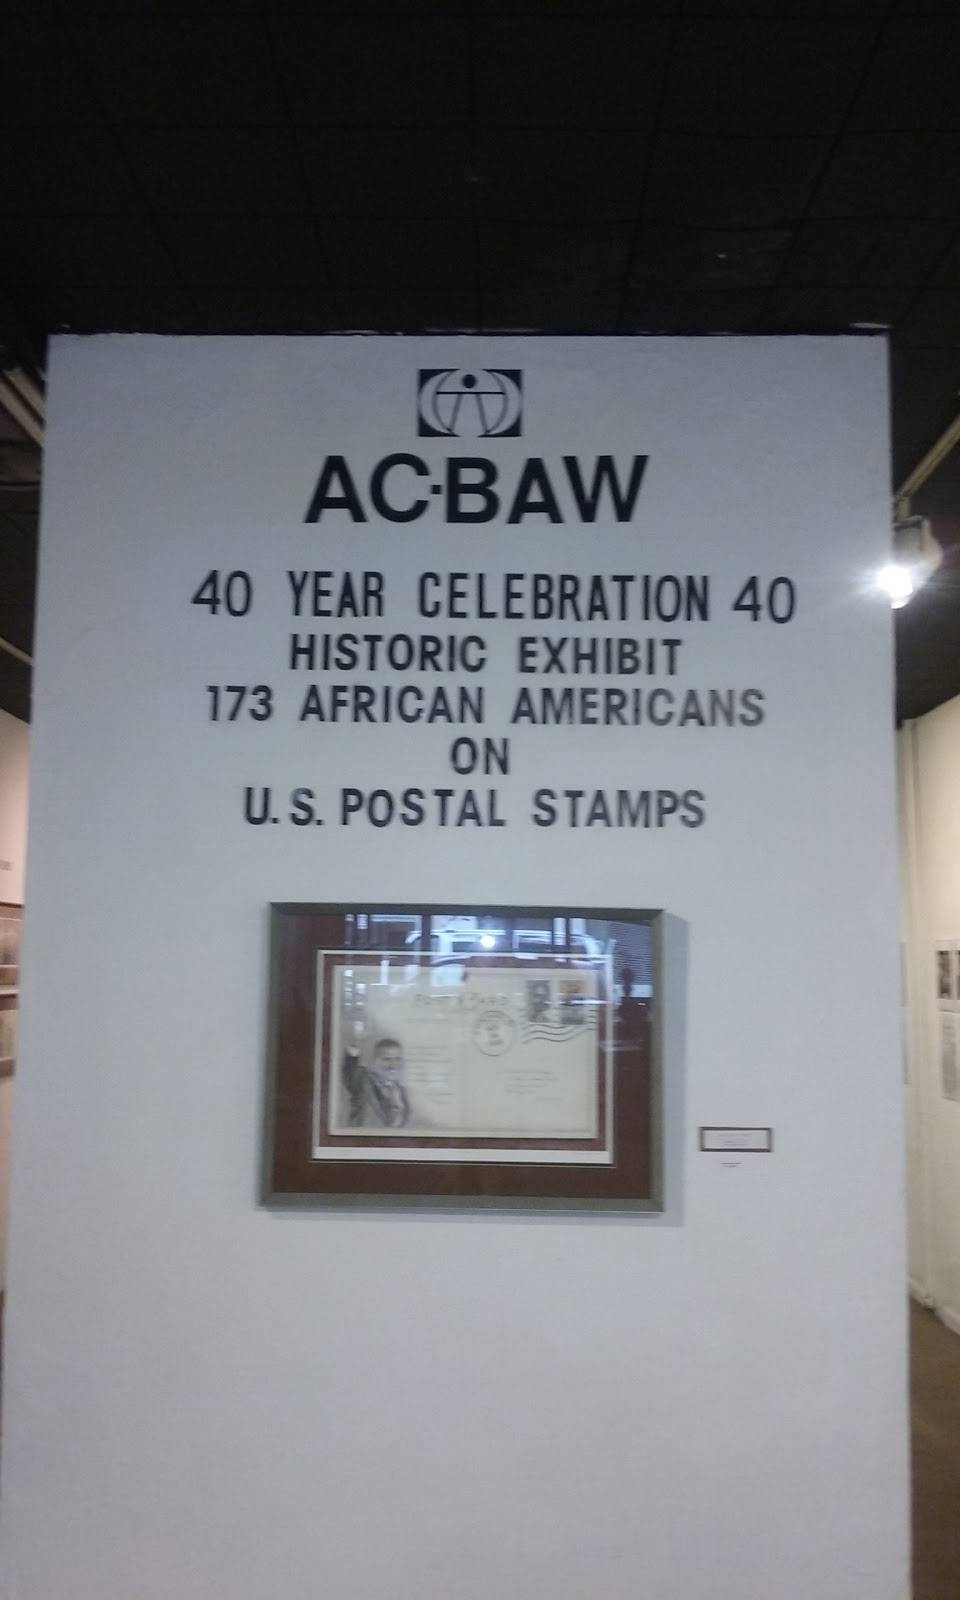 AC·BAW
40 YEAR CELEBRATION 40
HISTORIC EXHIBIT
173 AFRICAN AMERICANS
ON
U.S. POSTAL STAMPS